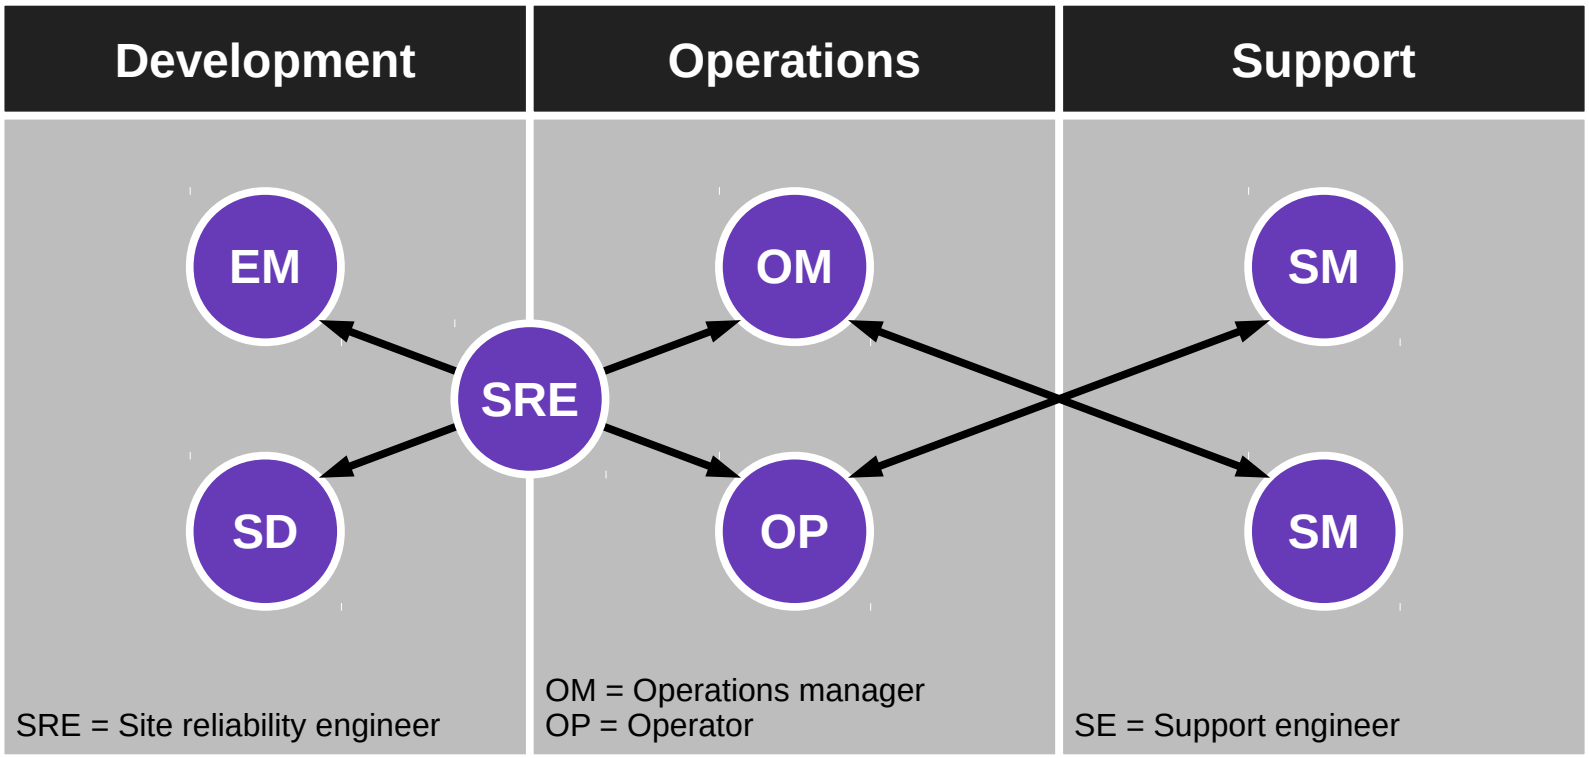 Development
Operations
Support
EM
OM
SM
SRE
SD
OP
SM
SRE = Site reliability engineer
OM = Operations manager
OP = Operator
SE = Support engineer